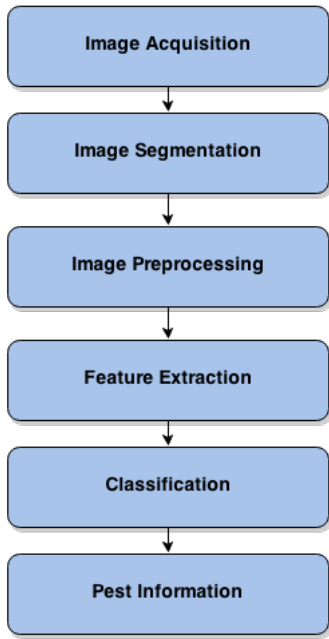 Image Acquisition
Image Segmentation
Image Preprocessing
Feature Extraction
Classification
Pest Information